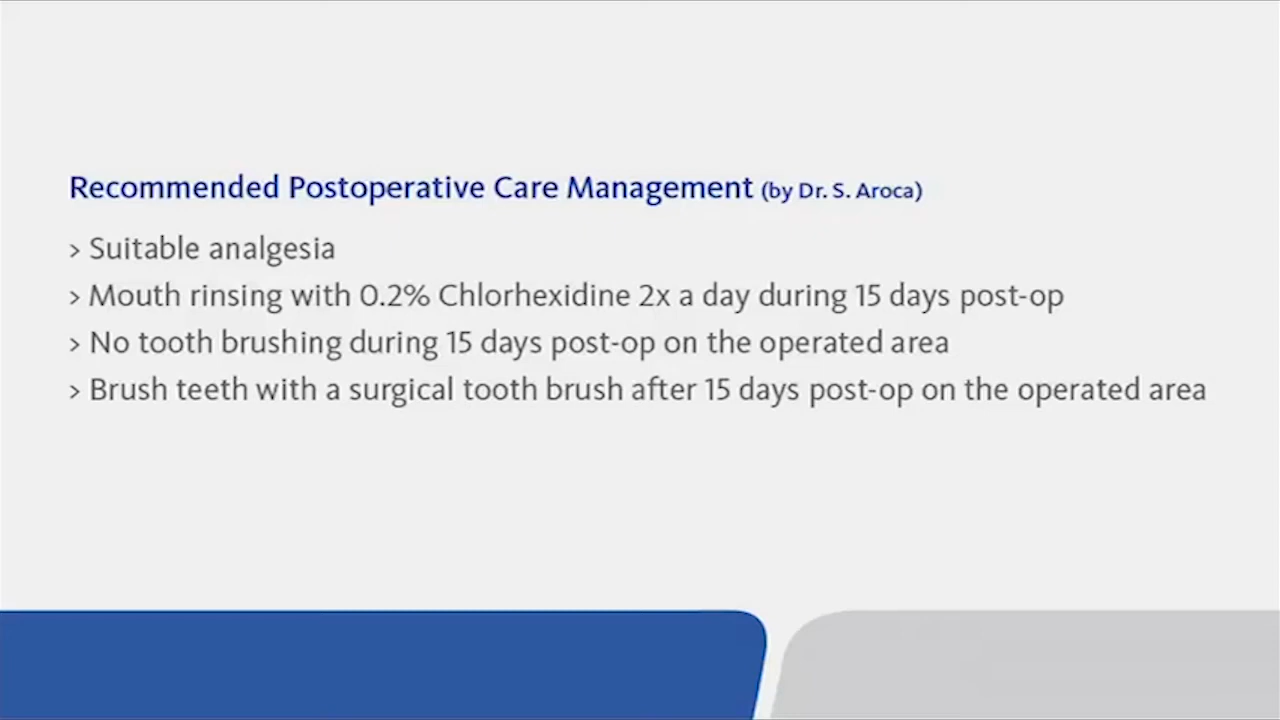 Recommended Postoperative Care Management (by Dr. S. Aroca)
> Suitable analgesia
> Mouth rinsing with 0.2% Chlorhexidine 2x a day during 15 days post-op
> No tooth brushing during 15 days post-op on the operated area
> Brush teeth with a surgical tooth brush after 15 days post-op on the operated area